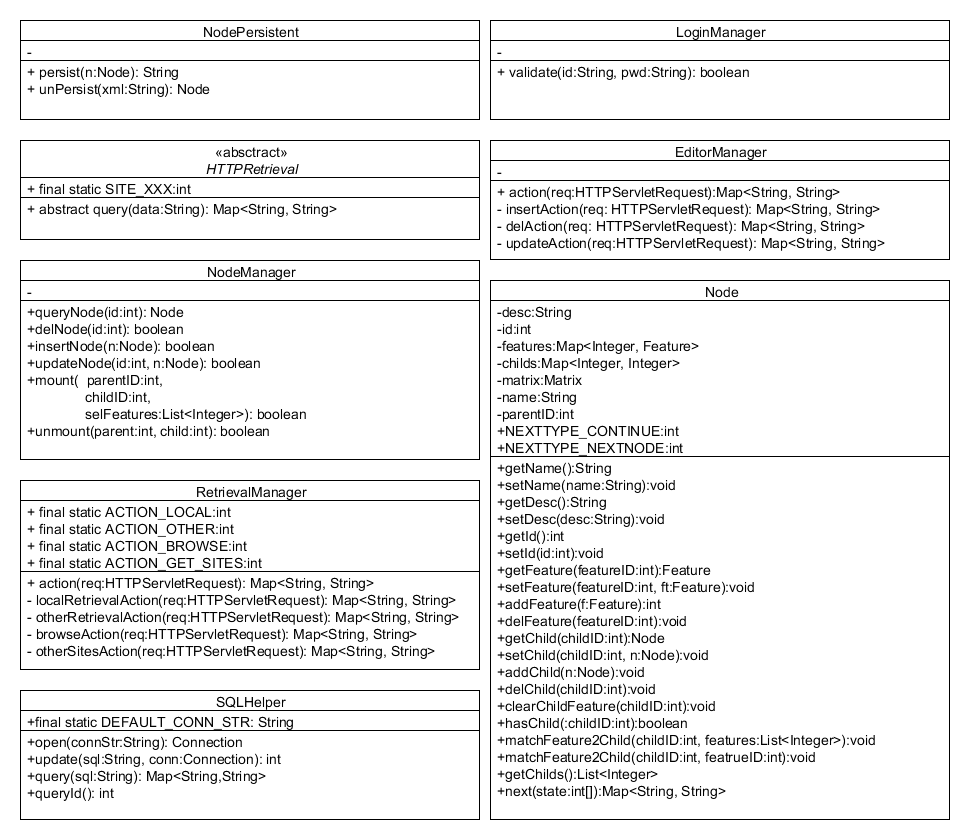 NodePersistent
-
+ persist(n:Node): String
+ unPersist(xml:String): Node
«absctract»
HTTPRetrieval
+ final static SITE_XXX:int
+ abstract query(data:String): Map<String, String>
NodeManager
-
+queryNode(id:int): Node
+delNode(id:int): boolean
+insertNode(n:Node): boolean
+updateNode(id:int, n:Node): boolean
+mount( parentID:int,
childID:int,
selFeatures:List<Integer>): boolean
+unmount(parent:int, child:int): boolean
RetrievalManager
+ final static ACTION_LOCAL:int
+ final static ACTION_OTHER:int
+ final static ACTION_BROWSE:int
+ final static ACTION_GET_SITES:int
+ action(req:HTTPServletRequest): Map<String, String>
- localRetrievalAction(req:HTTPServletRequest): Map<String, String>
- otherRetrievalAction(req:HTTPServletRequest): Map<String, String>
- browseAction(req:HTTPServletRequest): Map<String, String>
- otherSitesAction(req:HTTPServletRequest): Map<String, String>
SQLHelper
+final static DEFAULT_CONN_STR: String
+open(connStr:String): Connection
+update(sql:String, conn:Connection): int
+query(sql:String): Map<String,String>
+queryId(): int
LoginManager
-
+ validate(id:String, pwd:String): boolean
EditorManager
-
+ action(req:HTTPServletRequest):Map<String, String>
- insertAction(req: HTTPServletRequest): Map<String, String>
- delAction(req: HTTPServletRequest): Map<String, String>
- updateAction(req:HTTPServletRequest): Map<String, String>
Node
-desc:String
-id:int
-features:Map<Integer, Feature>
-childs:Map<Integer, Integer>
-matrix:Matrix
-name:String
-parentID:int
+NEXTTYPE_CONTINUE:int
+NEXTTYPE_NEXTNODE:int
+getName():String
+setName(name:String):void
+getDesc():String
+setDesc(desc:String):void
+getId():int
+setId(id:int):void
+getFeature(featureID:int):Feature
+setFeature(featureID:int, ft:Feature):void
+addFeature(f:Feature):int
+delFeature(featureID:int):void
+getChild(childID:int):Node
+setChild(childID:int, n:Node):void
+addChild(n:Node):void
+delChild(childID:int):void
+clearChildFeature(childID:int):void
+hasChild(:childID:int):boolean
+matchFeature2Child(childID:int, features:List<Integer>):void
+matchFeature2Child(childID:int, featrueID:int):void
+getChilds():List<Integer>
+next(state:int[]):Map<String, String>